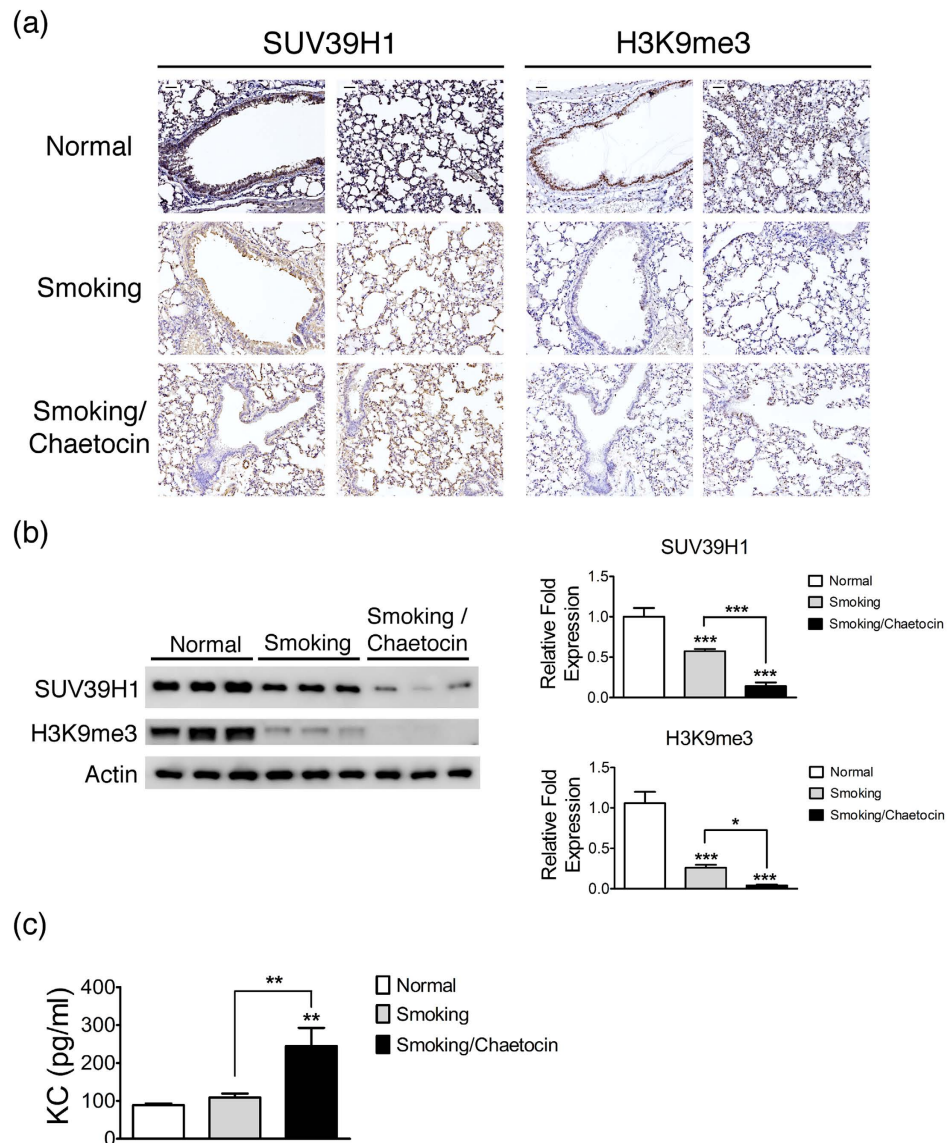 (a)
SUV39H1 H3K9me3
Normal
Smoking
Smoking/
Chaetocin
(b)
Normal Smoking Smoking /
Chaetocin
SUV39H1
H3K9me3
Actin
SUV39H1
Relative Fold
Expression
1.5
1.0
0.5
0.0
***
***
***
Normal
Smoking
Smoking/Chaetocin
H3K9me3
Relative Fold
Expression
1.5
1.0
0.5
0.0
***
*
***
Normal
Smoking
Smoking/Chaetocin
(c)
KC (pg/ml)
400
300
200
100
0
**
**
Normal
Smoking
Smoking/Chaetocin